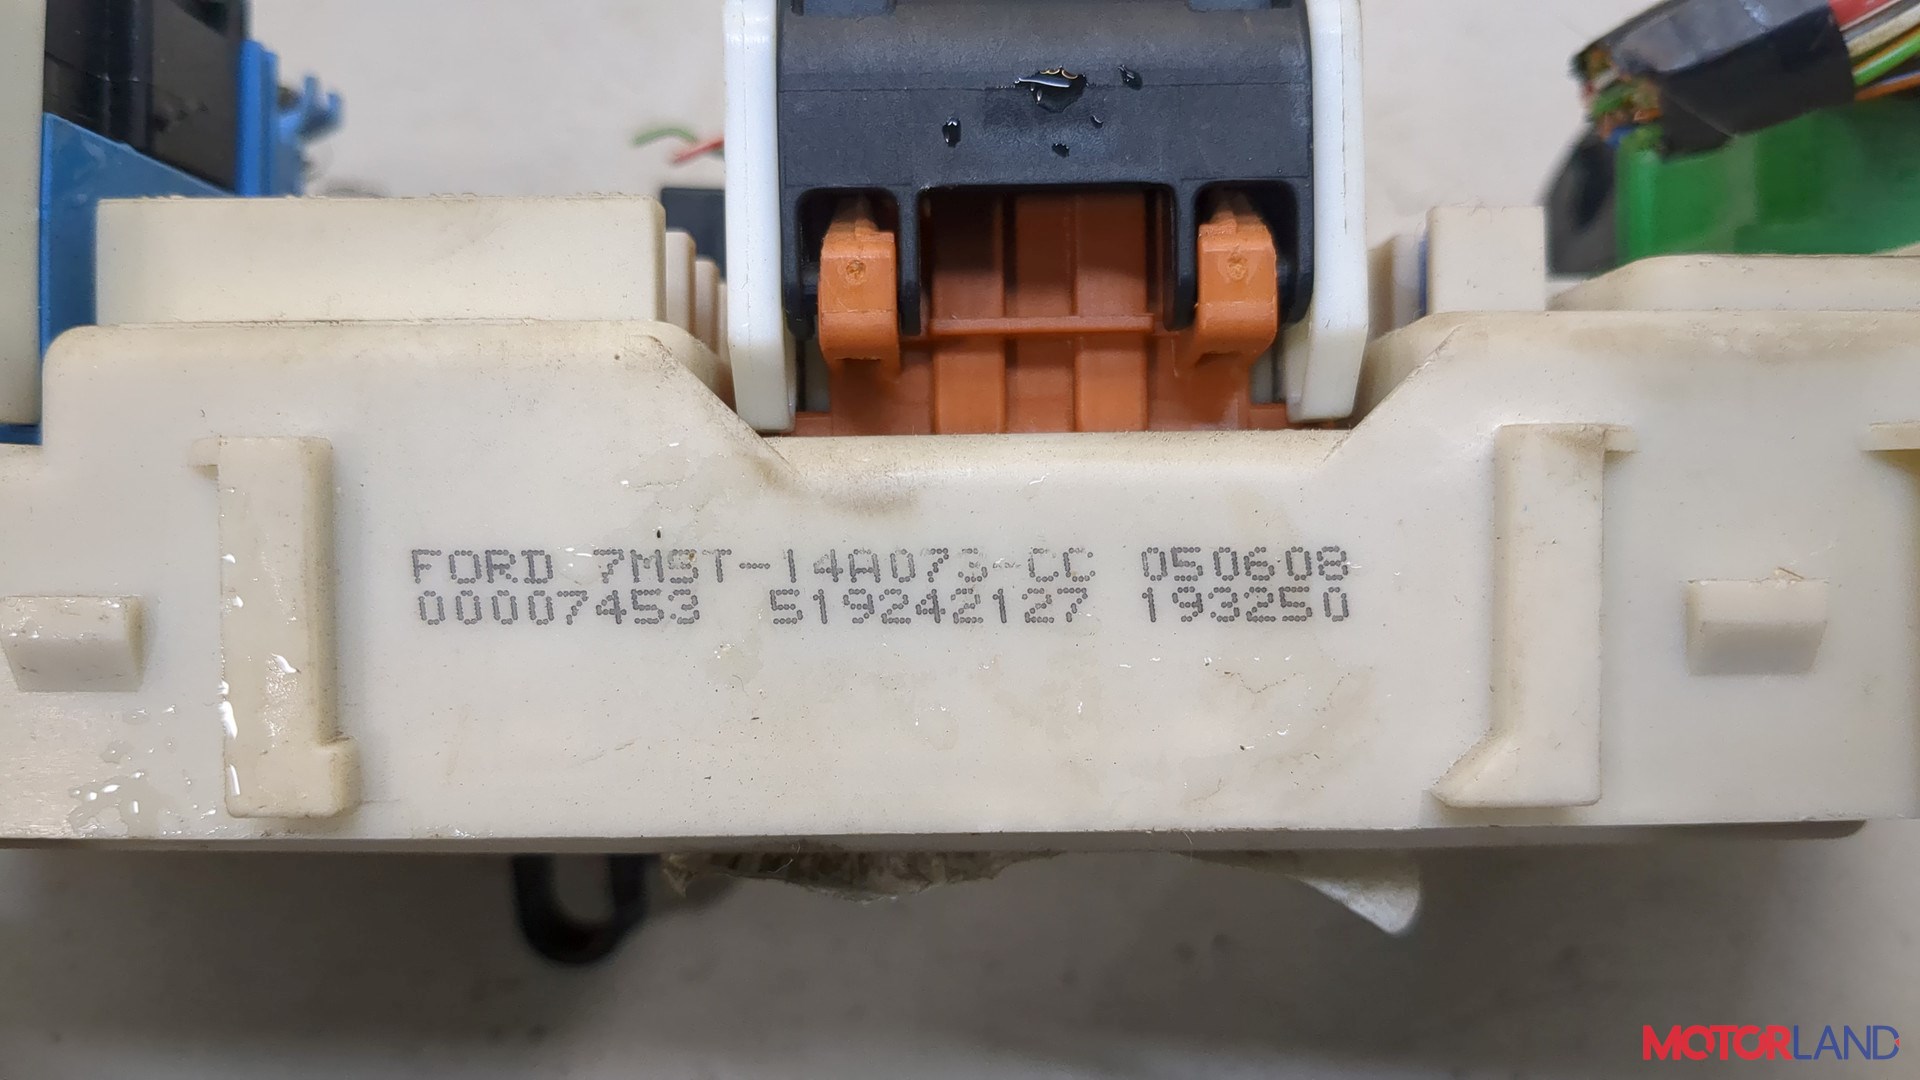 FORD 7M5T-14A073-CC 050608
00007453 519242127 193250
MOTORLAND